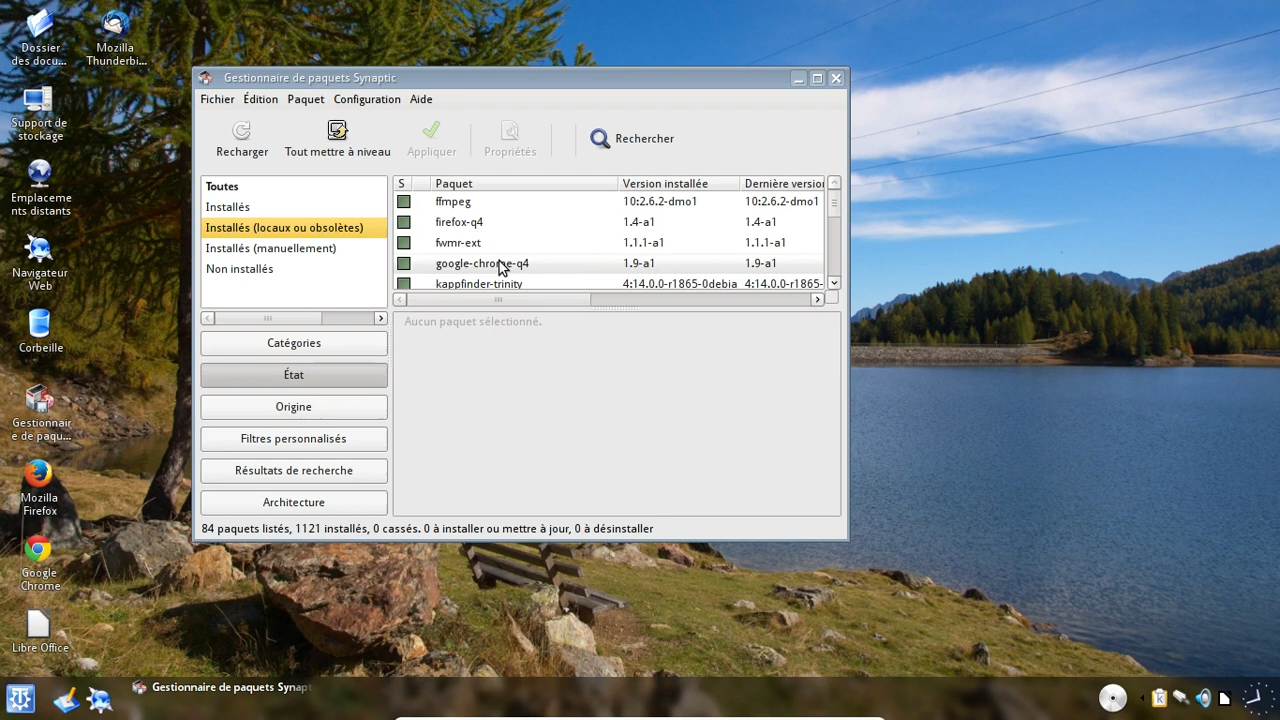 Dossier
des docu...
Mozilla
Thunderbi...
Support de
stockage
Emplaceme
nts distants
Navigateur
Web
Corbeille
Gestionnair
e de paqu...
Mozilla
Firefox
Google
Chrome
Libre Office
Gestionnaire de paquets Synaptic
Fichier Édition Paquet Configuration Aide
Recharger Tout mettre à niveau Appliquer Propriétés Rechercher
Toutes
Installés
Installés (locaux ou obsolètes)
Installés (manuellement)
Non installés
Catégories
État
Origine
Filtres personnalisés
Résultats de recherche
Architecture
S Paquet Version installée Dernière version
ffmpeg 10:2.6.2-dmo1 10:2.6.2-dmo1
firefox-q4 1.4-a1 1.4-a1
fwmr-ext 1.1.1-a1 1.1.1-a1
google-chrome-q4 1.9-a1 1.9-a1
kappfinder-trinity 4:14.0.0-r1865-0debia 4:14.0.0-r1865-
Aucun paquet sélectionné.
84 paquets listés, 1121 installés, 0 cassés. 0 à installer ou mettre à jour, 0 à désinstaller
Gestionnaire de paquets Synapt